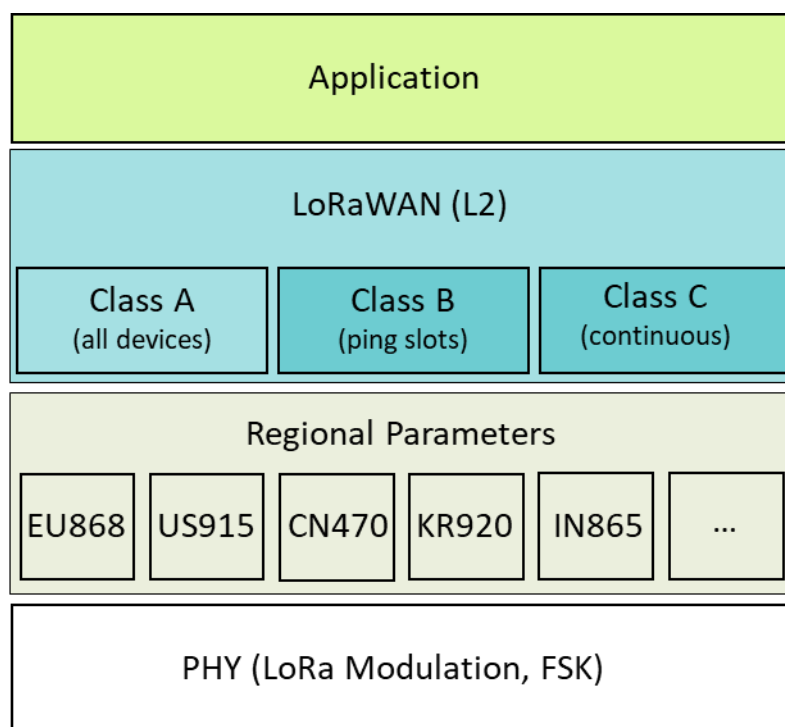 Application
LoRaWAN (L2)
Class A
(all devices)
Class B
(ping slots)
Class C
(continuous)
Regional Parameters
EU868
US915
CN470
KR920
IN865
...
PHY (LoRa Modulation, FSK)